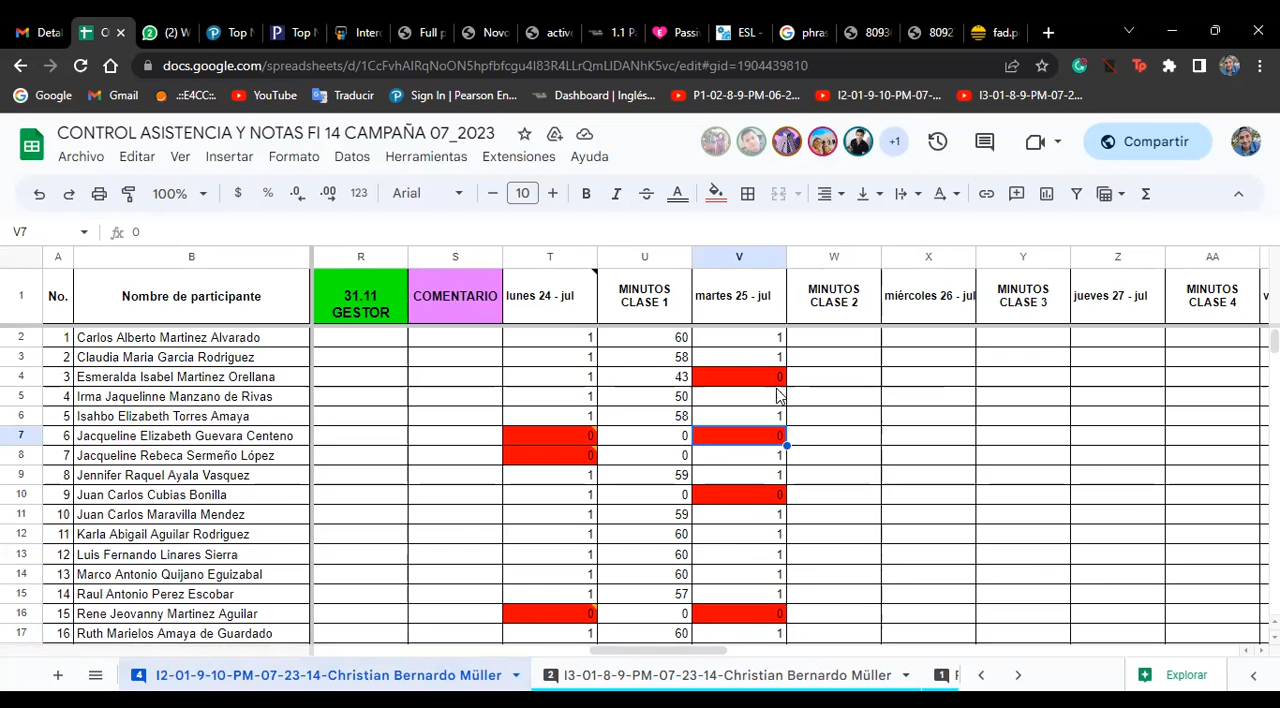 Detal
C
(2) W
Top N
Top N
Interc
Full p
Novo
active
1.1 Pa
Passiv
ESL -
phras
8093
8092
fad.p
docs.google.com/spreadsheets/d/1CcFvhAIRqNoON5hpfbfcgu4I83R4LLrQmLIDANhK5vc/edit#gid=1904439810
Google
Gmail
.::E4CC:.
YouTube
Traducir
Sign In | Pearson En...
Dashboard | Inglés...
P1-02-8-9-PM-06-2...
I2-01-9-10-PM-07-...
I3-01-8-9-PM-07-2...
CONTROL ASISTENCIA Y NOTAS FI 14 CAMPAÑA 07_2023
+1
Compartir
Archivo Editar Ver Insertar Formato Datos Herramientas Extensiones Ayuda
100% $ % .0 .00 123 Arial 10 B I A A Σ
V7 fx 0
A B R S T U V W X Y Z AA
1 No. Nombre de participante 31.11 GESTOR COMENTARIO lunes 24 - jul MINUTOS CLASE 1 martes 25 - jul MINUTOS CLASE 2 miércoles 26 - jul MINUTOS CLASE 3 jueves 27 - jul MINUTOS CLASE 4 v
2 1 Carlos Alberto Martinez Alvarado 1 60 1
3 2 Claudia Maria Garcia Rodriguez 1 58 1
4 3 Esmeralda Isabel Martinez Orellana 1 43 0
5 4 Irma Jaquelinne Manzano de Rivas 1 50
6 5 Isahbo Elizabeth Torres Amaya 1 58 1
7 6 Jacqueline Elizabeth Guevara Centeno 0 0 0
8 7 Jacqueline Rebeca Sermeño López 0 0 1
9 8 Jennifer Raquel Ayala Vasquez 1 59 1
10 9 Juan Carlos Cubias Bonilla 1 0 0
11 10 Juan Carlos Maravilla Mendez 1 59 1
12 11 Karla Abigail Aguilar Rodriguez 1 60 1
13 12 Luis Fernando Linares Sierra 1 60 1
14 13 Marco Antonio Quijano Eguizabal 1 60 1
15 14 Raul Antonio Perez Escobar 1 57 1
16 15 Rene Jeovanny Martinez Aguilar 0 0 0
17 16 Ruth Marielos Amaya de Guardado 1 60 1
4 I2-01-9-10-PM-07-23-14-Christian Bernardo Müller
2 I3-01-8-9-PM-07-23-14-Christian Bernardo Müller
1
Explorar